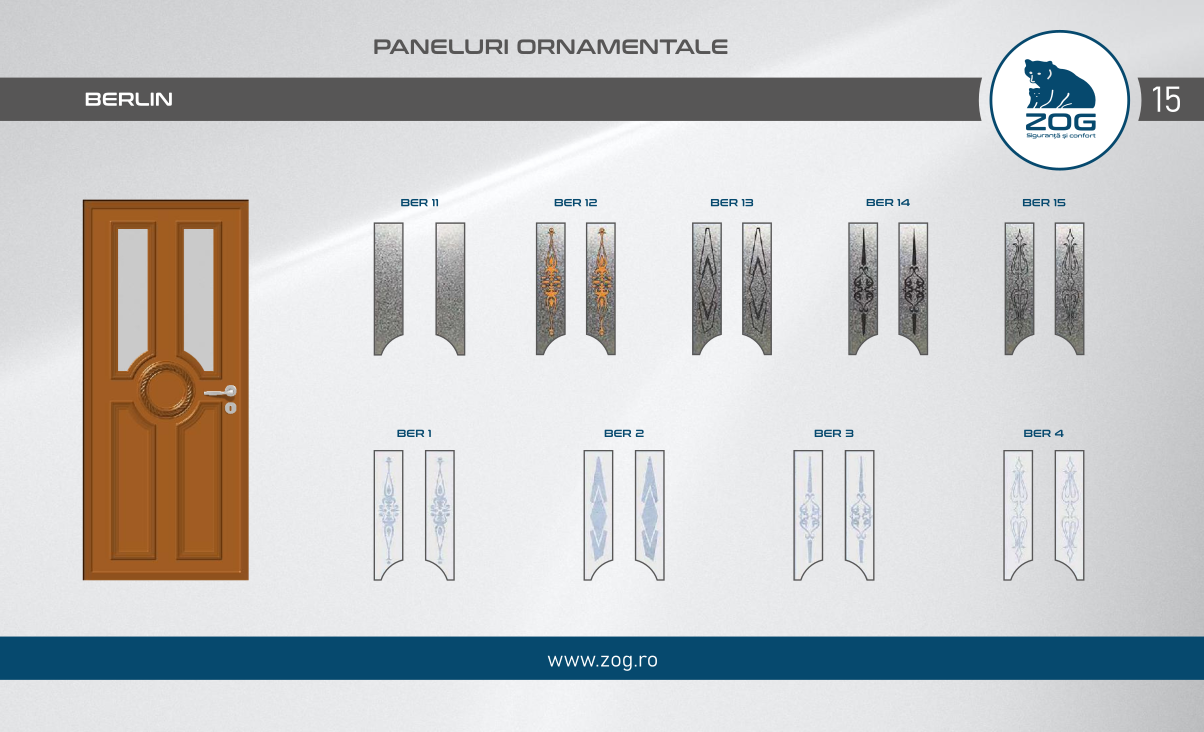 PANELURI ORNAMENTALE
BERLIN
ZOG
Siguranță și confort
15
BER 11
BER 12
BER 13
BER 14
BER 15
BER 1
BER 2
BER 3
BER 4
www.zog.ro